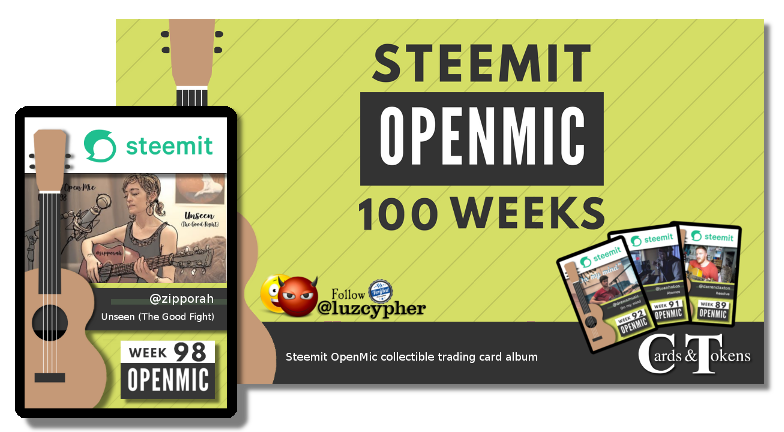 STEEMIT
OPENMIC
100 WEEKS
steemit
Open Mic
Unseen
(The Good Fight)
@zipporah
Unseen (The Good Fight)
WEEK 98
OPENMIC
Follow
@luzcypher
Steemit OpenMic collectible trading card album
steemit
WEEK 92
OPENMIC
steemit
WEEK 91
OPENMIC
steemit
WEEK 89
OPENMIC
Cards & Tokens